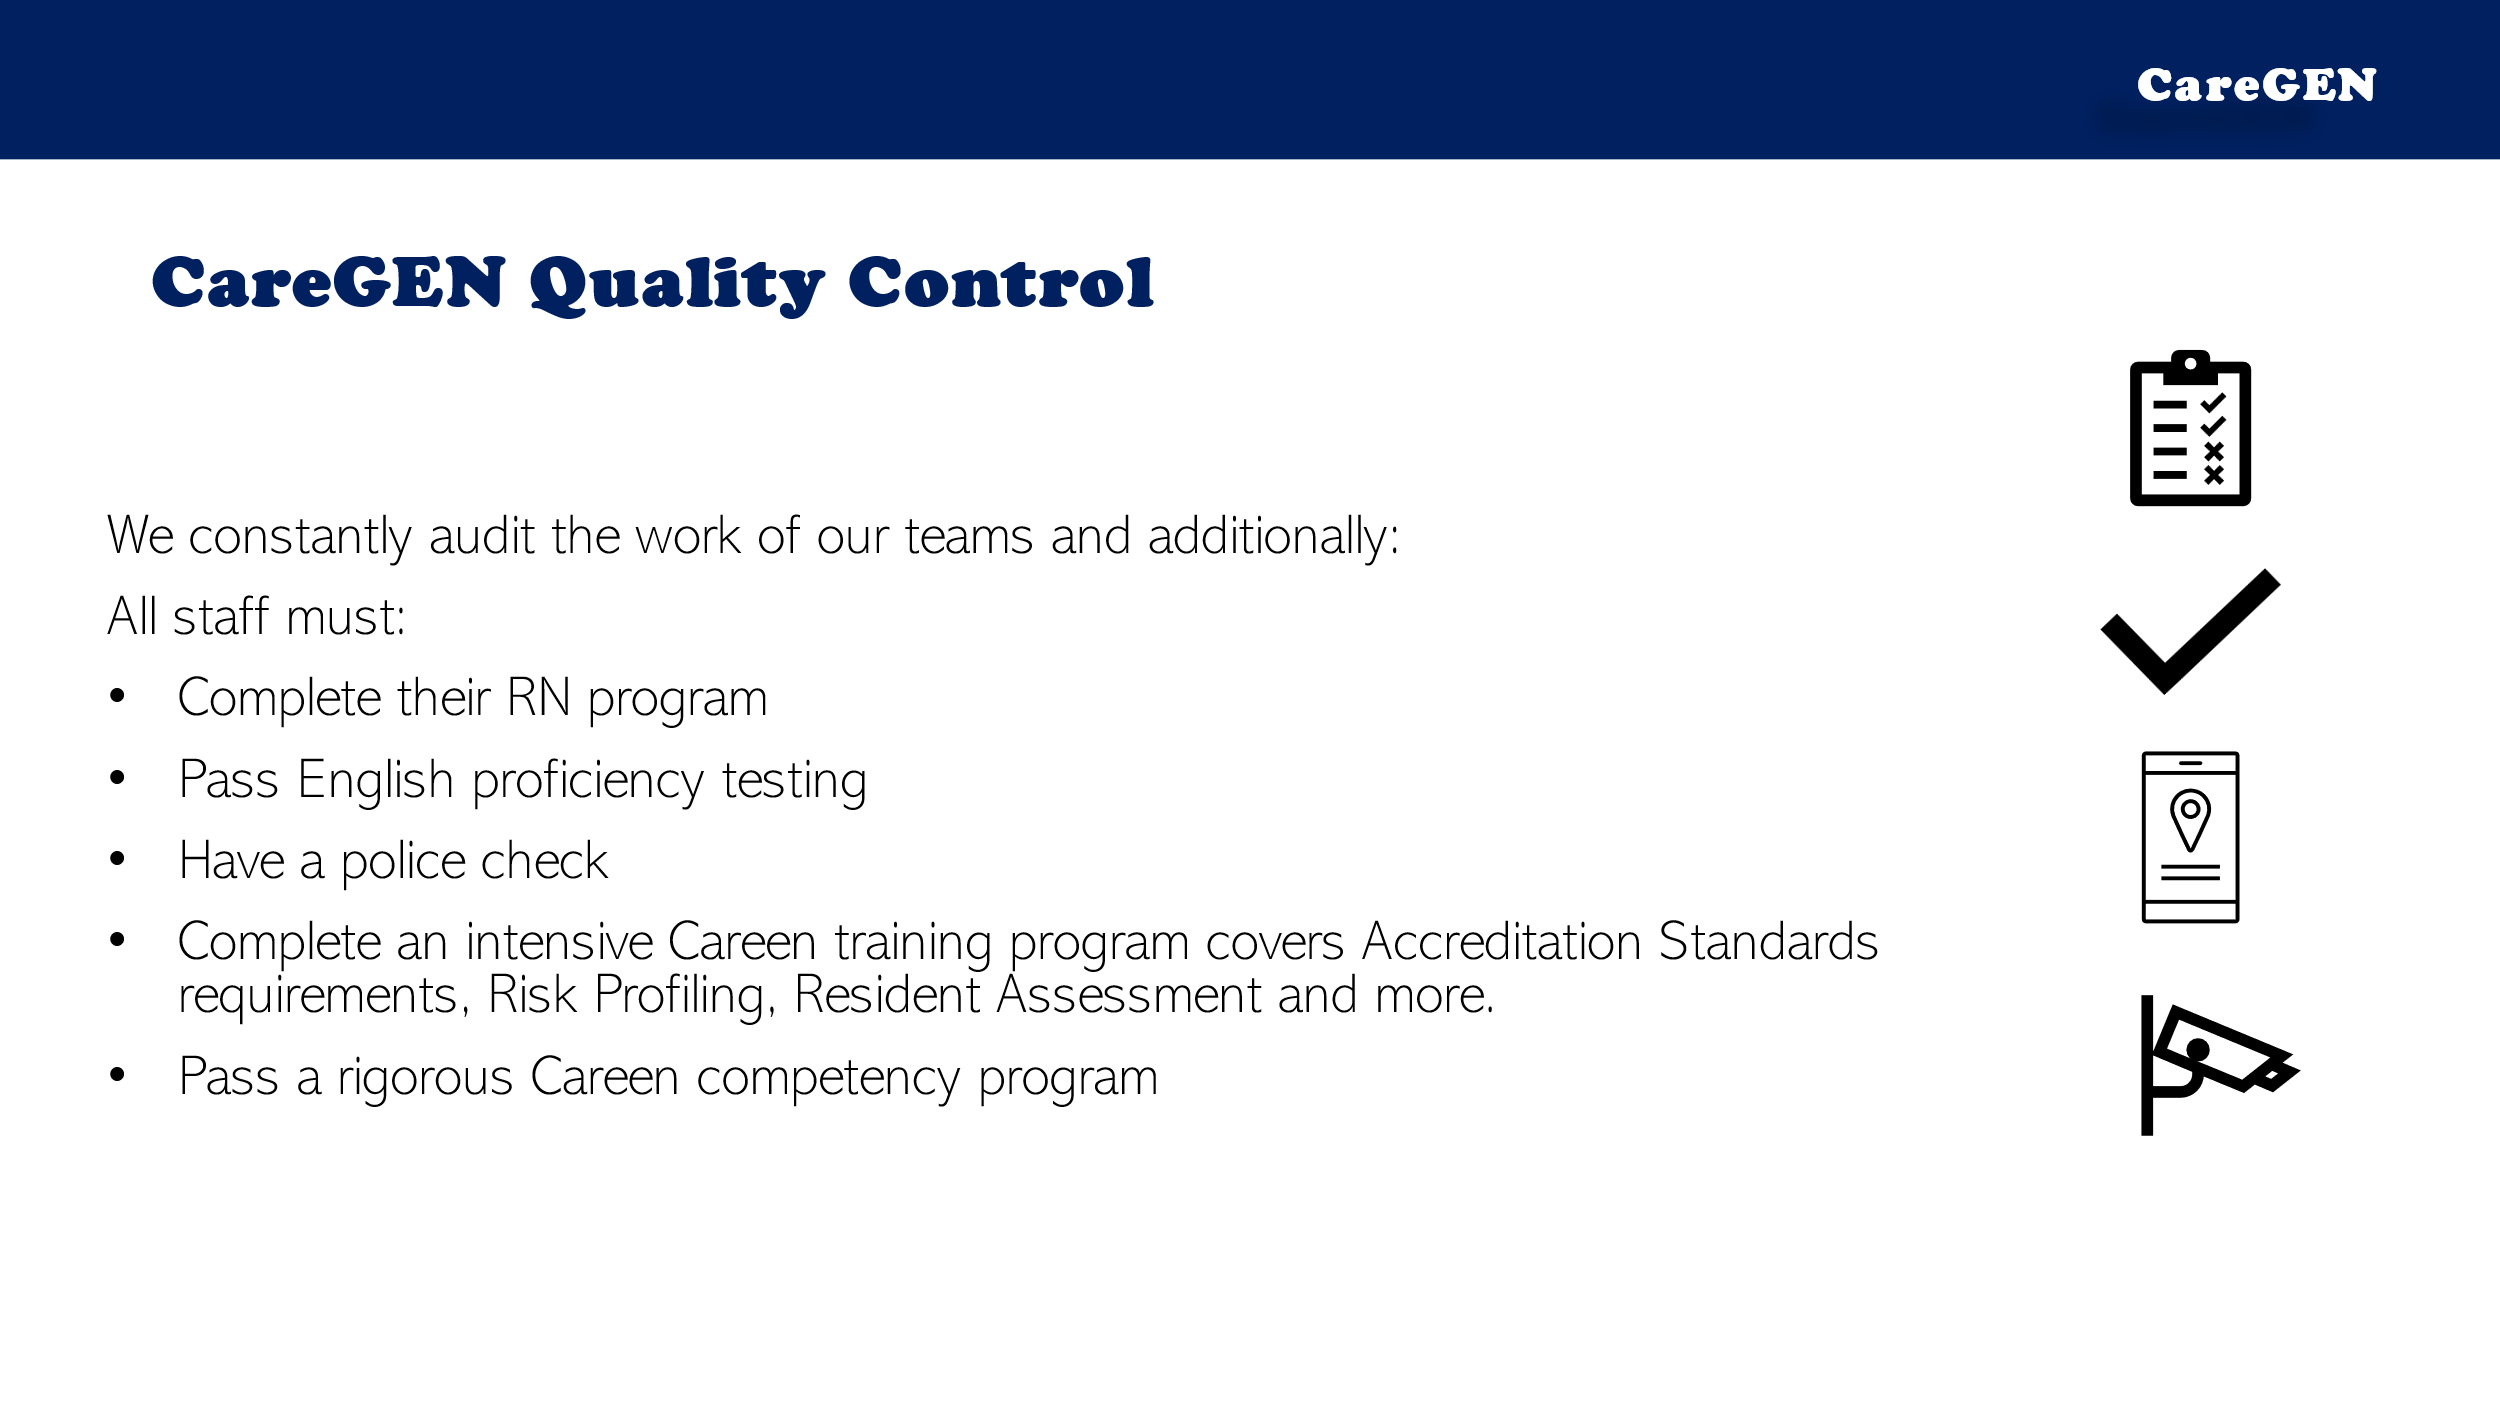 CareGEN
CareGEN Quality Control
We constantly audit the work of our teams and additionally:
All staff must:
• Complete their RN program
• Pass English proficiency testing
• Have a police check
• Complete an intensive Careen training program covers Accreditation Standards
requirements, Risk Profiling, Resident Assessment and more.
• Pass a rigorous Careen competency program